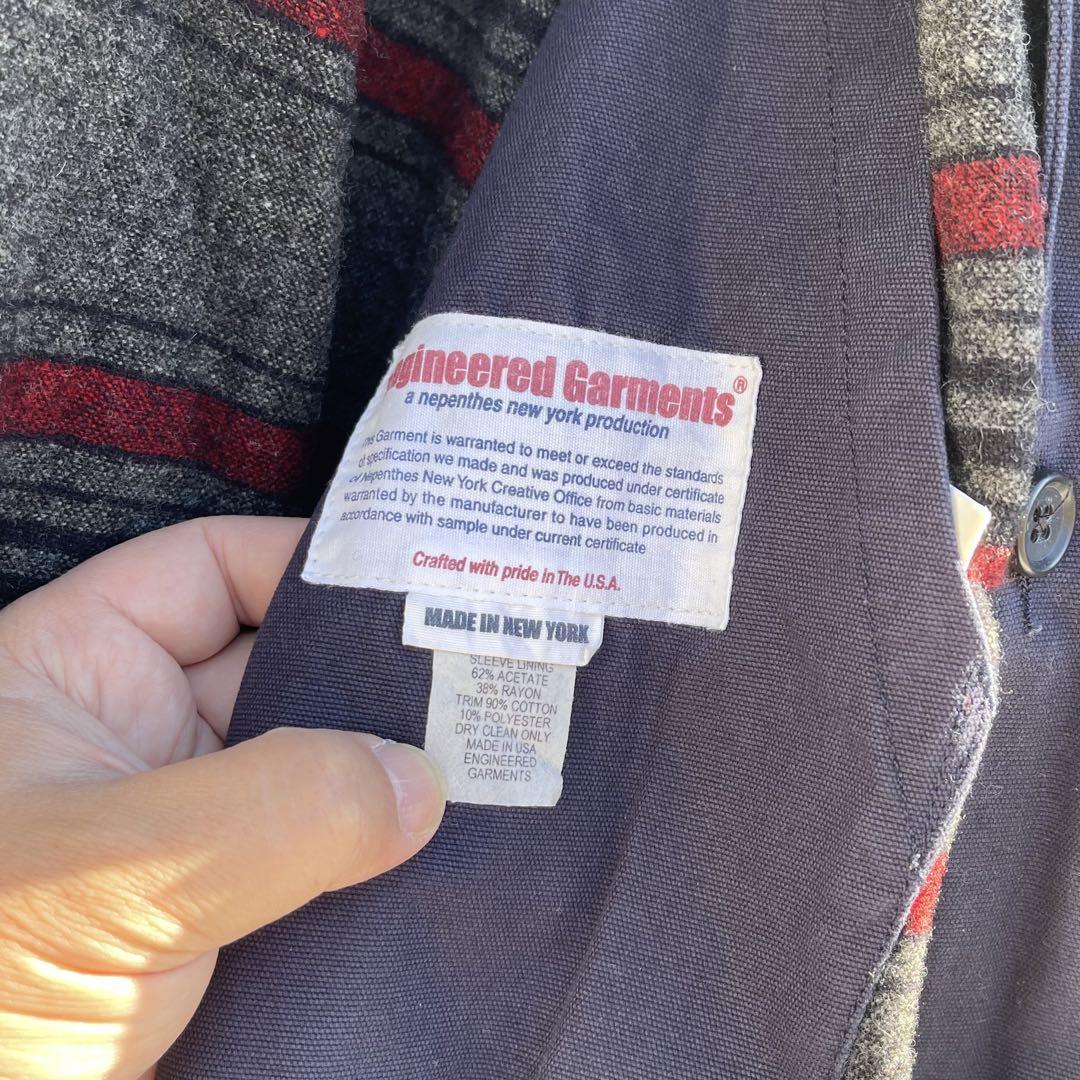 ngineered Garments®
a nepenthes new york production
This Garment is warranted to meet or exceed the standards
of specification we made and was produced under certificate
of Nepenthes New York Creative Office from basic materials
warranted by the manufacturer to have been produced in
accordance with sample under current certificate
Crafted with pride in The U.S.A.
MADE IN NEW YORK
SLEEVE LINING
62% ACETATE
38% RAYON
TRIM 90% COTTON
10% POLYESTER
DRY CLEAN ONLY
MADE IN USA
ENGINEERED
GARMENTS